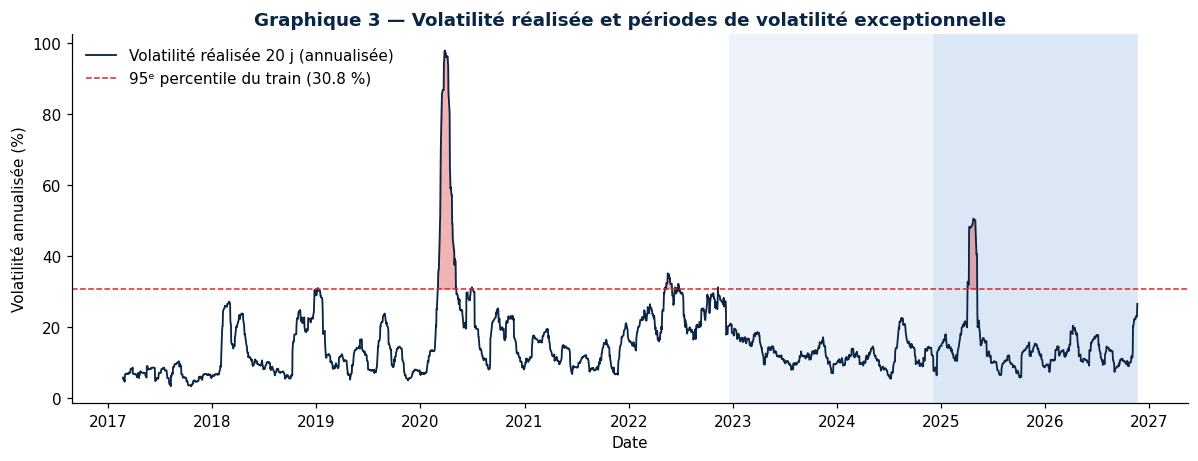 Graphique 3 — Volatilité réalisée et périodes de volatilité exceptionnelle
Volatilité réalisée 20 j (annualisée)
95ᵉ percentile du train (30.8 %)
Volatilité annualisée (%)
100
80
60
40
20
0
2017 2018 2019 2020 2021 2022 2023 2024 2025 2026 2027
Date